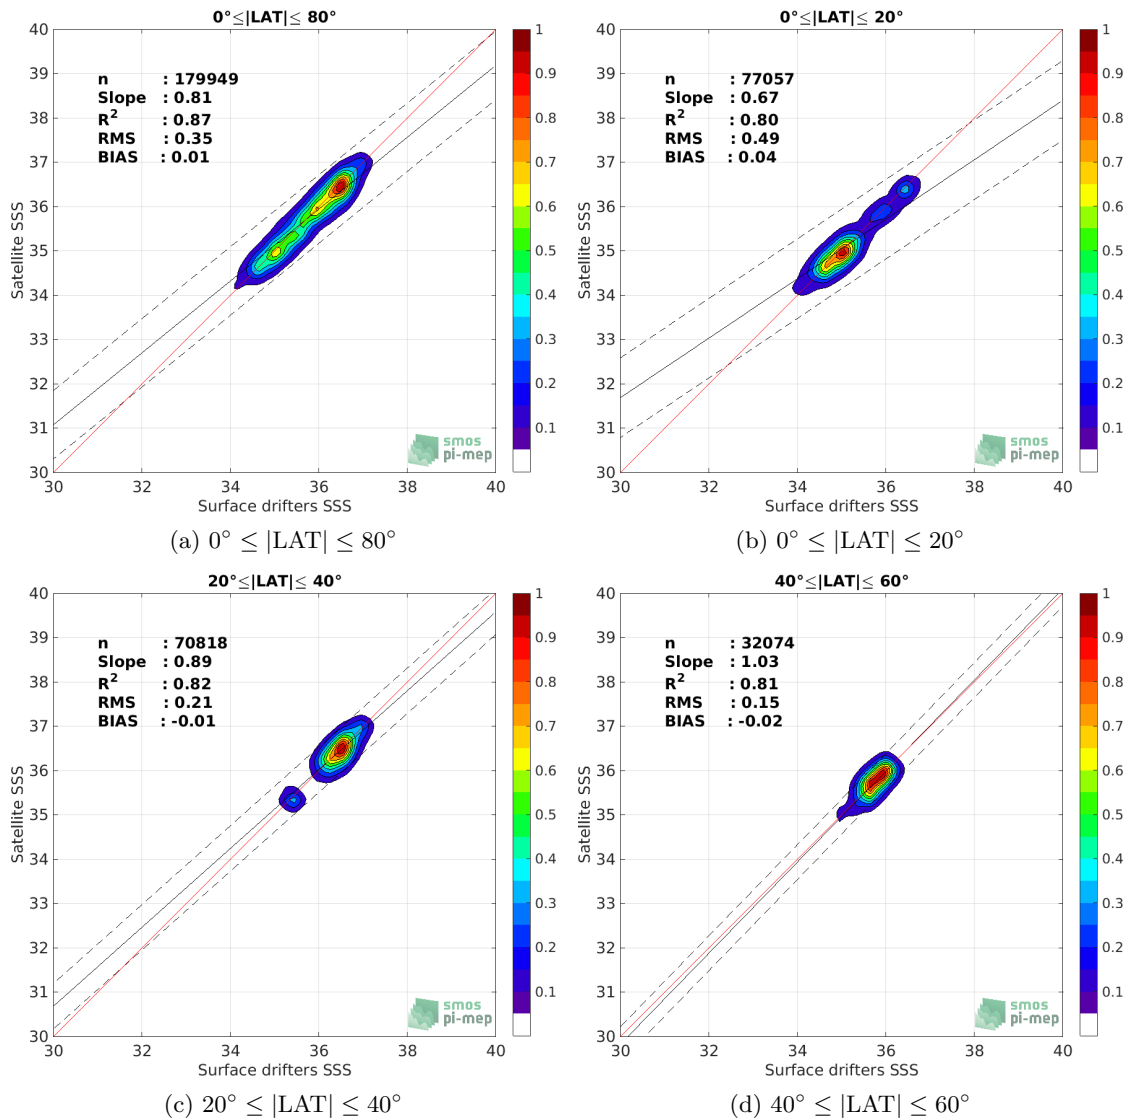 0°≤|LAT|≤ 80°
n : 179949
Slope : 0.81
R² : 0.87
RMS : 0.35
BIAS : 0.01
40
39
38
37
36
35
34
33
32
31
30
Satellite SSS
30 32 34 36 38 40
Surface drifters SSS
1
0.9
0.8
0.7
0.6
0.5
0.4
0.3
0.2
0.1
smos
pi-mep
(a) 0° ≤ |LAT| ≤ 80°
0°≤|LAT|≤ 20°
n : 77057
Slope : 0.67
R² : 0.80
RMS : 0.49
BIAS : 0.04
40
39
38
37
36
35
34
33
32
31
30
Satellite SSS
30 32 34 36 38 40
Surface drifters SSS
1
0.9
0.8
0.7
0.6
0.5
0.4
0.3
0.2
0.1
smos
pi-mep
(b) 0° ≤ |LAT| ≤ 20°
20°≤|LAT|≤ 40°
n : 70818
Slope : 0.89
R² : 0.82
RMS : 0.21
BIAS : -0.01
40
39
38
37
36
35
34
33
32
31
30
Satellite SSS
30 32 34 36 38 40
Surface drifters SSS
1
0.9
0.8
0.7
0.6
0.5
0.4
0.3
0.2
0.1
smos
pi-mep
(c) 20° ≤ |LAT| ≤ 40°
40°≤|LAT|≤ 60°
n : 32074
Slope : 1.03
R² : 0.81
RMS : 0.15
BIAS : -0.02
40
39
38
37
36
35
34
33
32
31
30
Satellite SSS
30 32 34 36 38 40
Surface drifters SSS
1
0.9
0.8
0.7
0.6
0.5
0.4
0.3
0.2
0.1
smos
pi-mep
(d) 40° ≤ |LAT| ≤ 60°